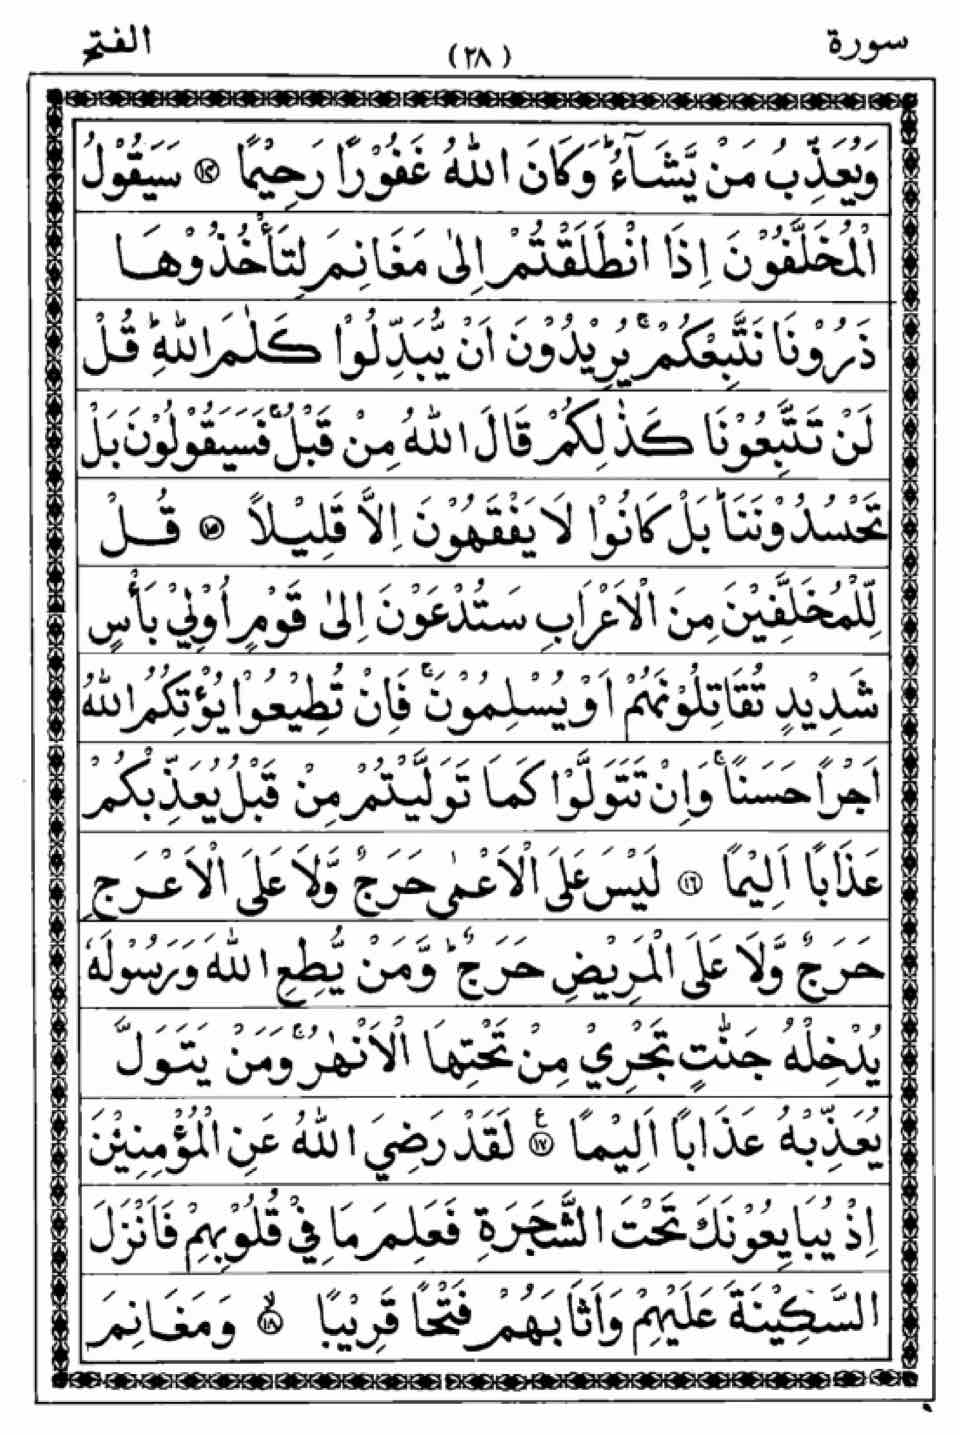 سورة (٢٨) الفتح
وَيُعَذِّبُ مَنْ يَّشَآءُ ؕ وَكَانَ اللّٰهُ غَفُوْرًا رَحِيْمًا ﴿١٤﴾ سَيَقُوْلُ
الْمُخَلَّفُوْنَ اِذَا انْطَلَقْتُمْ اِلٰى مَغَانِمَ لِتَأْخُذُوْهَا
ذَرُوْنَا نَتَّبِعْكُمْ ۚ يُرِيْدُوْنَ اَنْ يُّبَدِّلُوْا كَلٰمَ اللّٰهِ ؕ قُلْ
لَنْ تَتَّبِعُوْنَا كَذٰلِكُمْ قَالَ اللّٰهُ مِنْ قَبْلُ ۚ فَسَيَقُوْلُوْنَ بَلْ
تَحْسُدُوْنَنَا ؕ بَلْ كَانُوْا لَا يَفْقَهُوْنَ اِلَّا قَلِيْلًا ﴿١٥﴾ قُلْ
لِّلْمُخَلَّفِيْنَ مِنَ الْاَعْرَابِ سَتُدْعَوْنَ اِلٰى قَوْمٍ اُولِيْ بَأْسٍ
شَدِيْدٍ تُقَاتِلُوْنَهُمْ اَوْ يُسْلِمُوْنَ ۚ فَاِنْ تُطِيْعُوْا يُؤْتِكُمُ اللّٰهُ
اَجْرًا حَسَنًا ۚ وَاِنْ تَتَوَلَّوْا كَمَا تَوَلَّيْتُمْ مِنْ قَبْلُ يُعَذِّبْكُمْ
عَذَابًا اَلِيْمًا ﴿١٦﴾ لَيْسَ عَلَى الْاَعْمٰى حَرَجٌ وَّلَا عَلَى الْاَعْرَجِ
حَرَجٌ وَّلَا عَلَى الْمَرِيْضِ حَرَجٌ ؕ وَّمَنْ يُّطِعِ اللّٰهَ وَرَسُوْلَهٗ
يُدْخِلْهُ جَنّٰتٍ تَجْرِيْ مِنْ تَحْتِهَا الْاَنْهٰرُ ۚ وَمَنْ يَتَوَلَّ
يُعَذِّبْهُ عَذَابًا اَلِيْمًا ﴿١٧﴾ ع لَقَدْ رَضِيَ اللّٰهُ عَنِ الْمُؤْمِنِيْنَ
اِذْ يُبَايِعُوْنَكَ تَحْتَ الشَّجَرَةِ فَعَلِمَ مَا فِيْ قُلُوْبِهِمْ فَاَنْزَلَ
السَّكِيْنَةَ عَلَيْهِمْ وَاَثَابَهُمْ فَتْحًا قَرِيْبًا ﴿١٨﴾ ۙ وَمَغَانِمَ